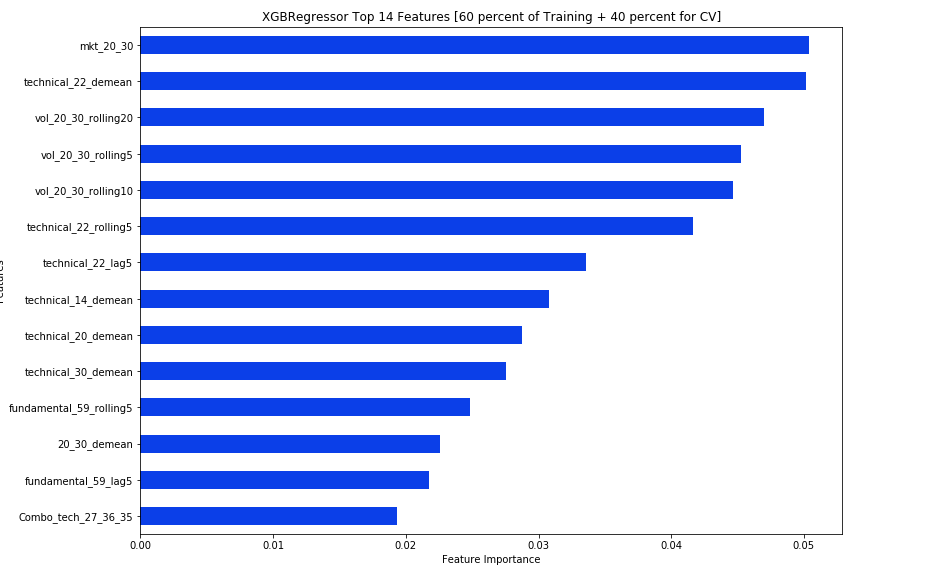 XGBRegressor Top 14 Features [60 percent of Training + 40 percent for CV]
mkt_20_30
technical_22_demean
vol_20_30_rolling20
vol_20_30_rolling5
vol_20_30_rolling10
technical_22_rolling5
technical_22_lag5
technical_14_demean
technical_20_demean
technical_30_demean
fundamental_59_rolling5
20_30_demean
fundamental_59_lag5
Combo_tech_27_36_35
Features
0.00 0.01 0.02 0.03 0.04 0.05
Feature Importance